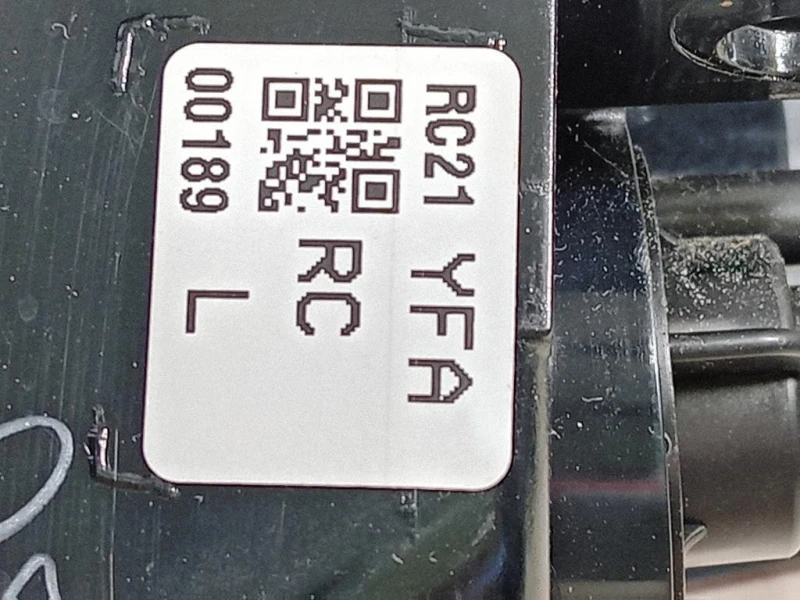 RC21 YFA
RC
00189 L